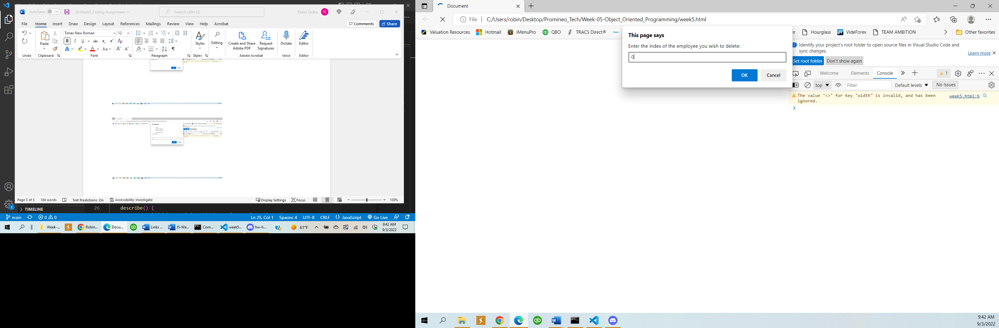 AutoSave Off JS-Week5_Coding-Assignment Search (Alt+Q) Robin Straka RS
File Home Insert Draw Design Layout References Mailings Review View Help Acrobat Comments Share
Times New Roman 12
Paste Styles Editing Create and Share Adobe PDF Request Signatures Dictate Editor
Undo Clipboard Font Paragraph Styles Adobe Acrobat Voice Editor
Page 5 of 5 184 words Text Predictions: On Accessibility: Investigate Display Settings Focus 100%
TIMELINE 26 describe() {
main 0 0 Ln 25, Col 1 Spaces: 4 UTF-8 CRLF {} JavaScript Go Live
Week-... Robin... Docu... Links ... JS-We... Com... week5... hw-h... 61°F 9:42 AM
9/3/2022
Document
File C:/Users/robin/Desktop/Promineo_Tech/Week-05-Object_Oriented_Programming/week5.html
Valuation Resources Hotmail iMenuPro QBO TRACS Direct® Sysco er Hourglass VideForex TEAM AMBITION Other favorites
This page says
Enter the index of the employee you wish to delete:
0
OK Cancel
Identify your project's root folder to open source files in Visual Studio Code and
sync changes.
Learn more
Set root folder Don't show again
Welcome Elements Console 1
top Filter Default levels No Issues
The value "<>" for key "width" is invalid, and has been week5.html:6
ignored.
9:42 AM
9/3/2022